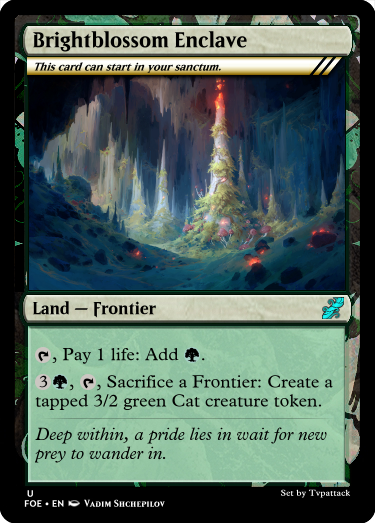 Brightblossom Enclave
This card can start in your sanctum.
Land — Frontier
, Pay 1 life: Add .
3 , , Sacrifice a Frontier: Create a
tapped 3/2 green Cat creature token.
Deep within, a pride lies in wait for new
prey to wander in.
U
Set by Tvpattack
FOE • EN Vadim Shchepilov